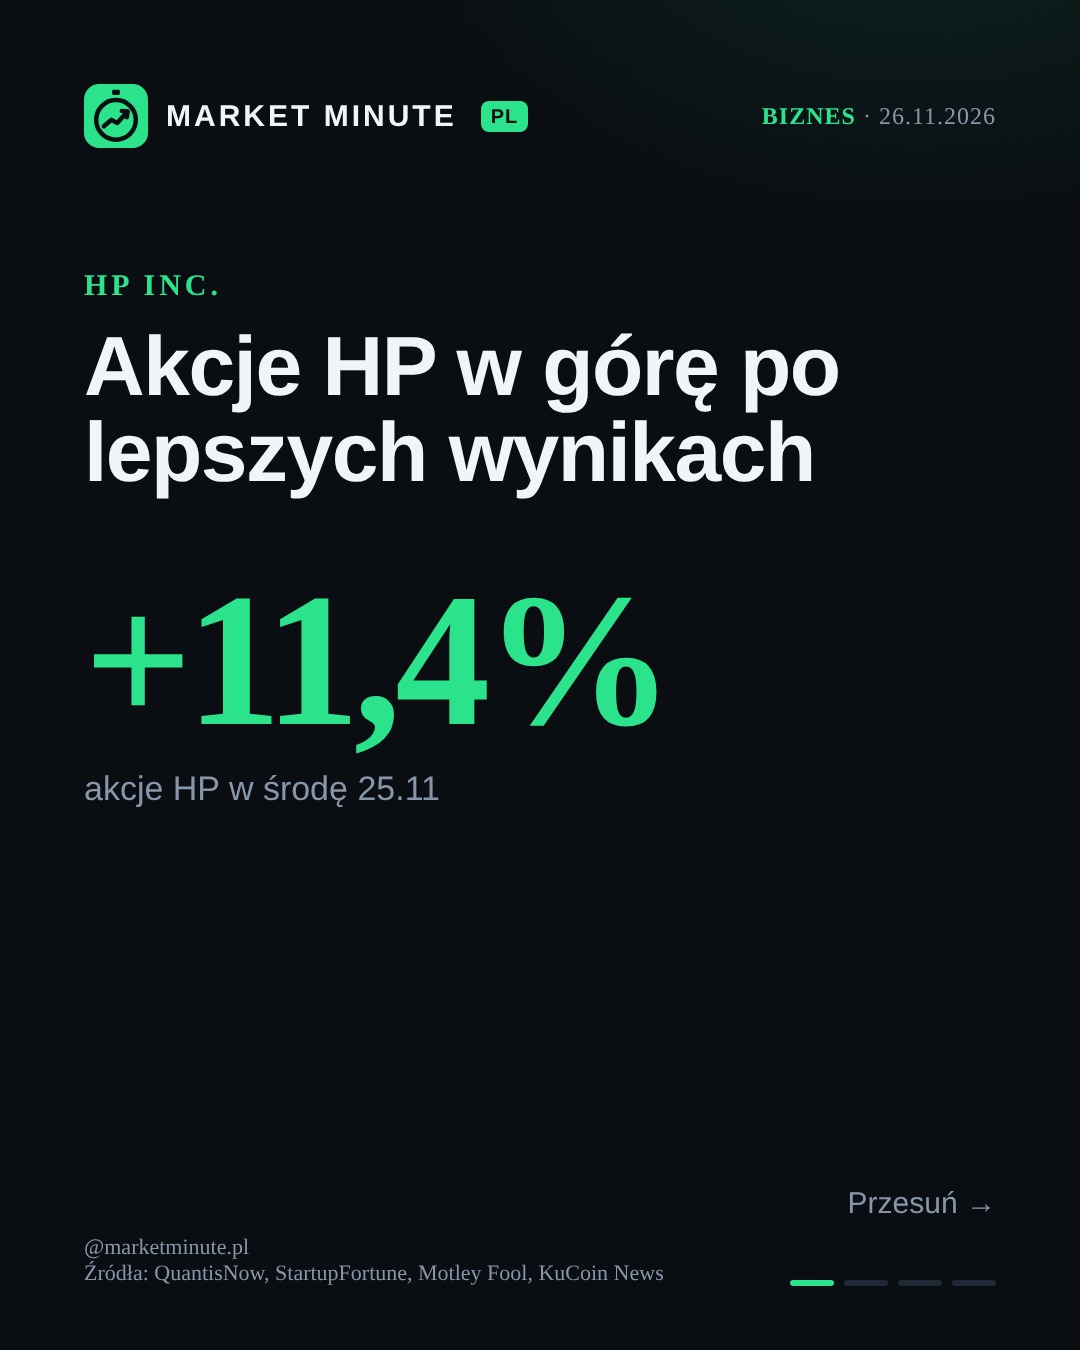 MARKET MINUTE PL
BIZNES · 26.11.2026
HP INC.
Akcje HP w górę po
lepszych wynikach
+11,4%
akcje HP w środę 25.11
Przesuń →
@marketminute.pl
Źródła: QuantisNow, StartupFortune, Motley Fool, KuCoin News